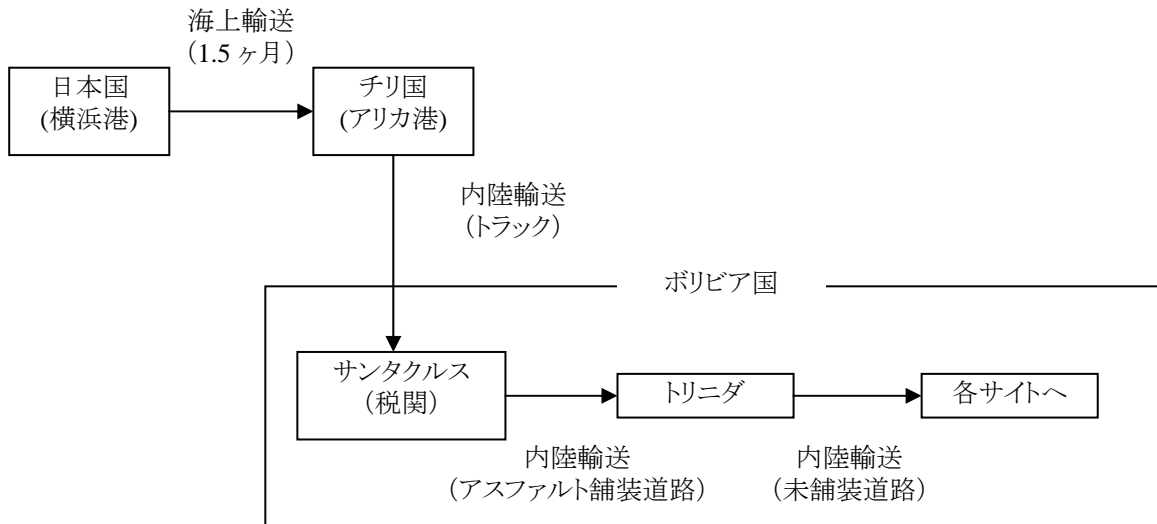 海上輸送
（1.5 ヶ月）
日本国
(横浜港)
チリ国
(アリカ港)
内陸輸送
（トラック）
ボリビア国
サンタクルス
（税関）
トリニダ
各サイトへ
内陸輸送
（アスファルト舗装道路）
内陸輸送
（未舗装道路）